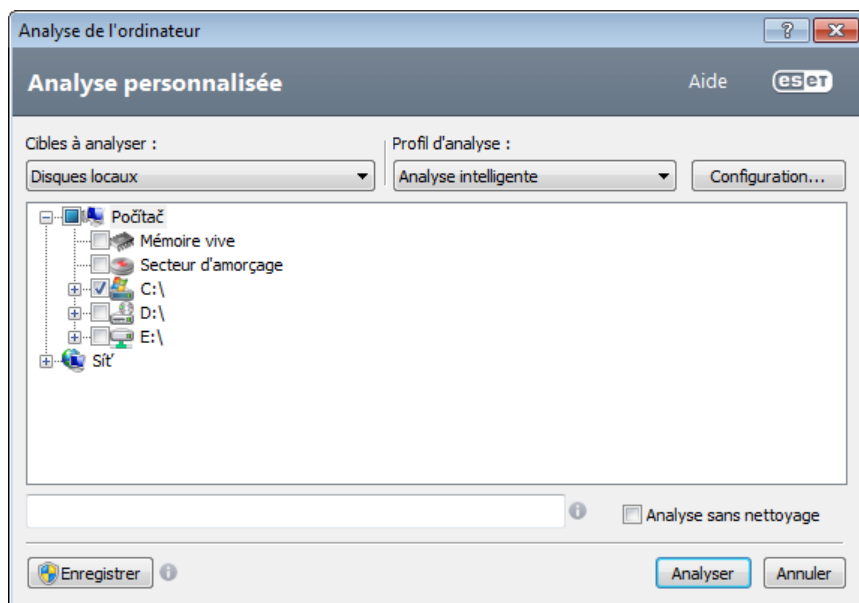 Analyse de l'ordinateur
?
Analyse personnalisée
Aide
eset
Cibles à analyser :
Profil d'analyse :
Disques locaux
Analyse intelligente
Configuration...
Počítač
Mémoire vive
Secteur d'amorçage
C:\
D:\
E:\
Síť
Analyse sans nettoyage
Enregistrer
Analyser
Annuler